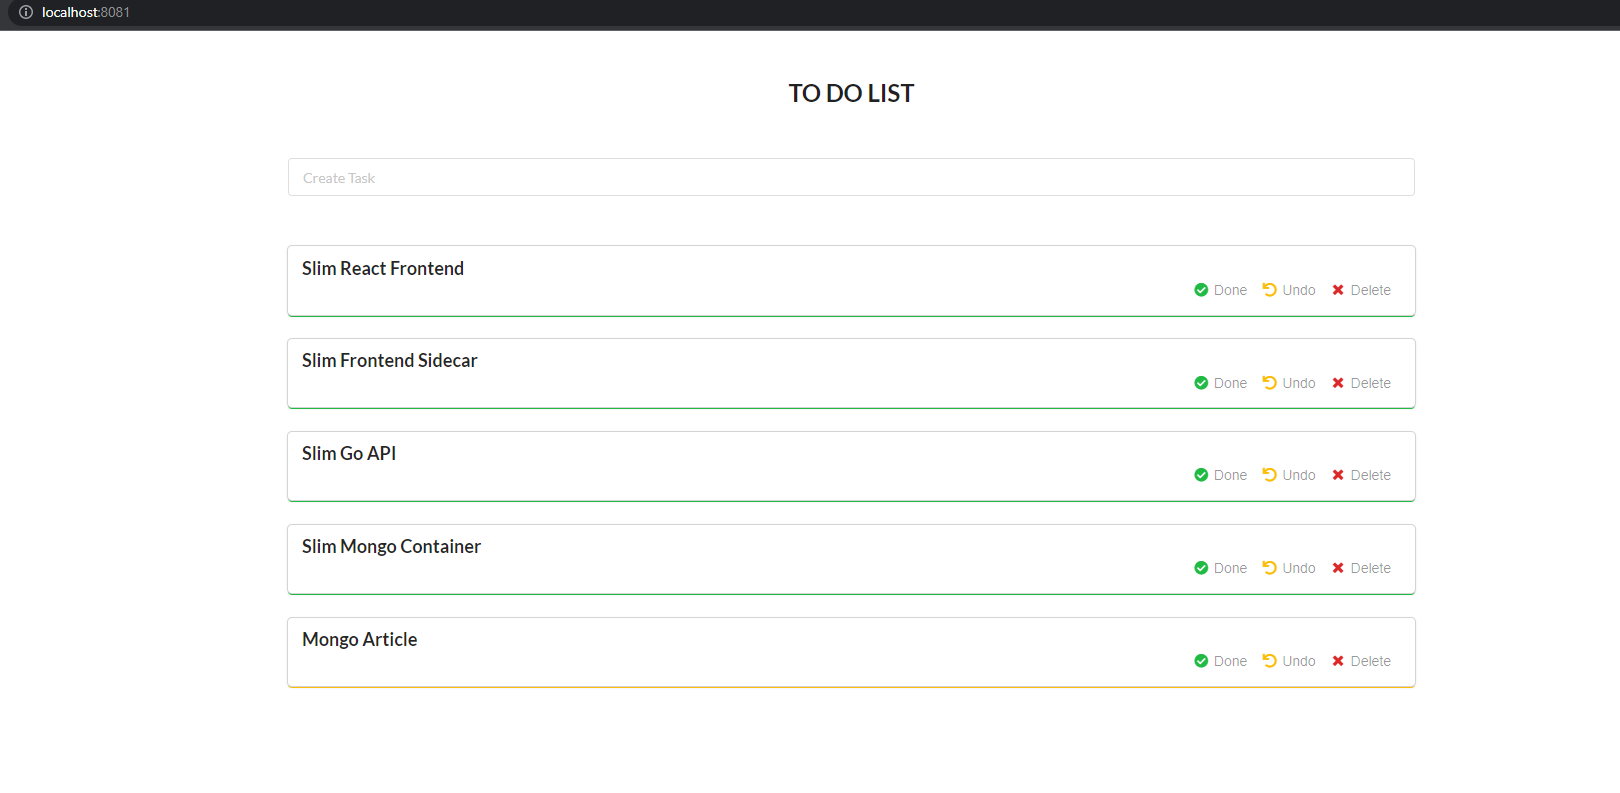 localhost:8081
TO DO LIST
Create Task
Slim React Frontend
Done Undo Delete
Slim Frontend Sidecar
Done Undo Delete
Slim Go API
Done Undo Delete
Slim Mongo Container
Done Undo Delete
Mongo Article
Done Undo Delete